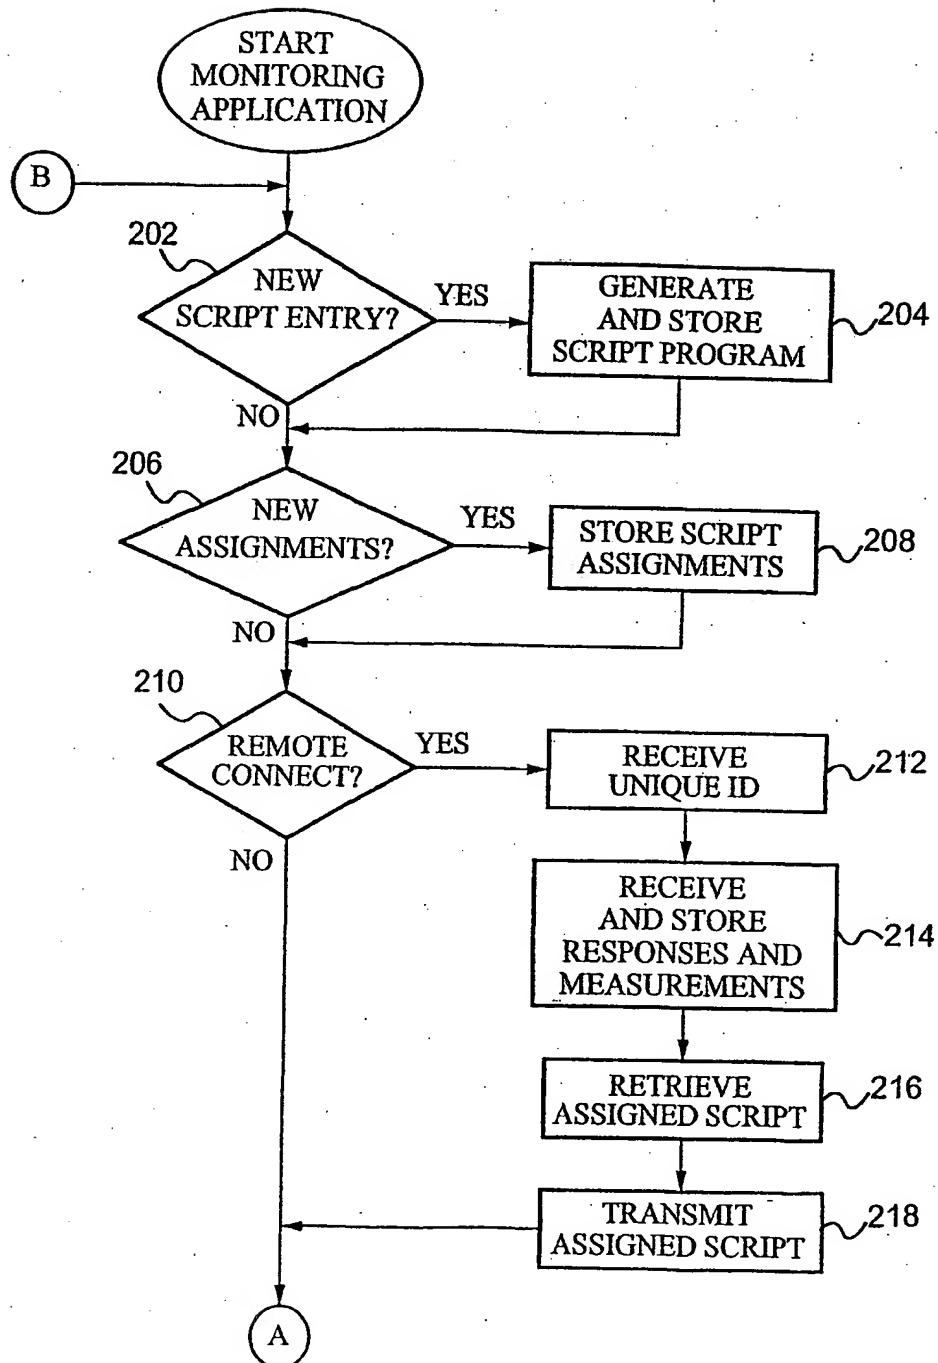 START
MONITORING
APPLICATION
B
202
NEW
SCRIPT ENTRY?
YES
GENERATE
AND STORE
SCRIPT PROGRAM
204
NO
206
NEW
ASSIGNMENTS?
YES
STORE SCRIPT
ASSIGNMENTS
208
NO
210
REMOTE
CONNECT?
YES
RECEIVE
UNIQUE ID
212
NO
RECEIVE
AND STORE
RESPONSES AND
MEASUREMENTS
214
RETRIEVE
ASSIGNED SCRIPT
216
TRANSMIT
ASSIGNED SCRIPT
218
A